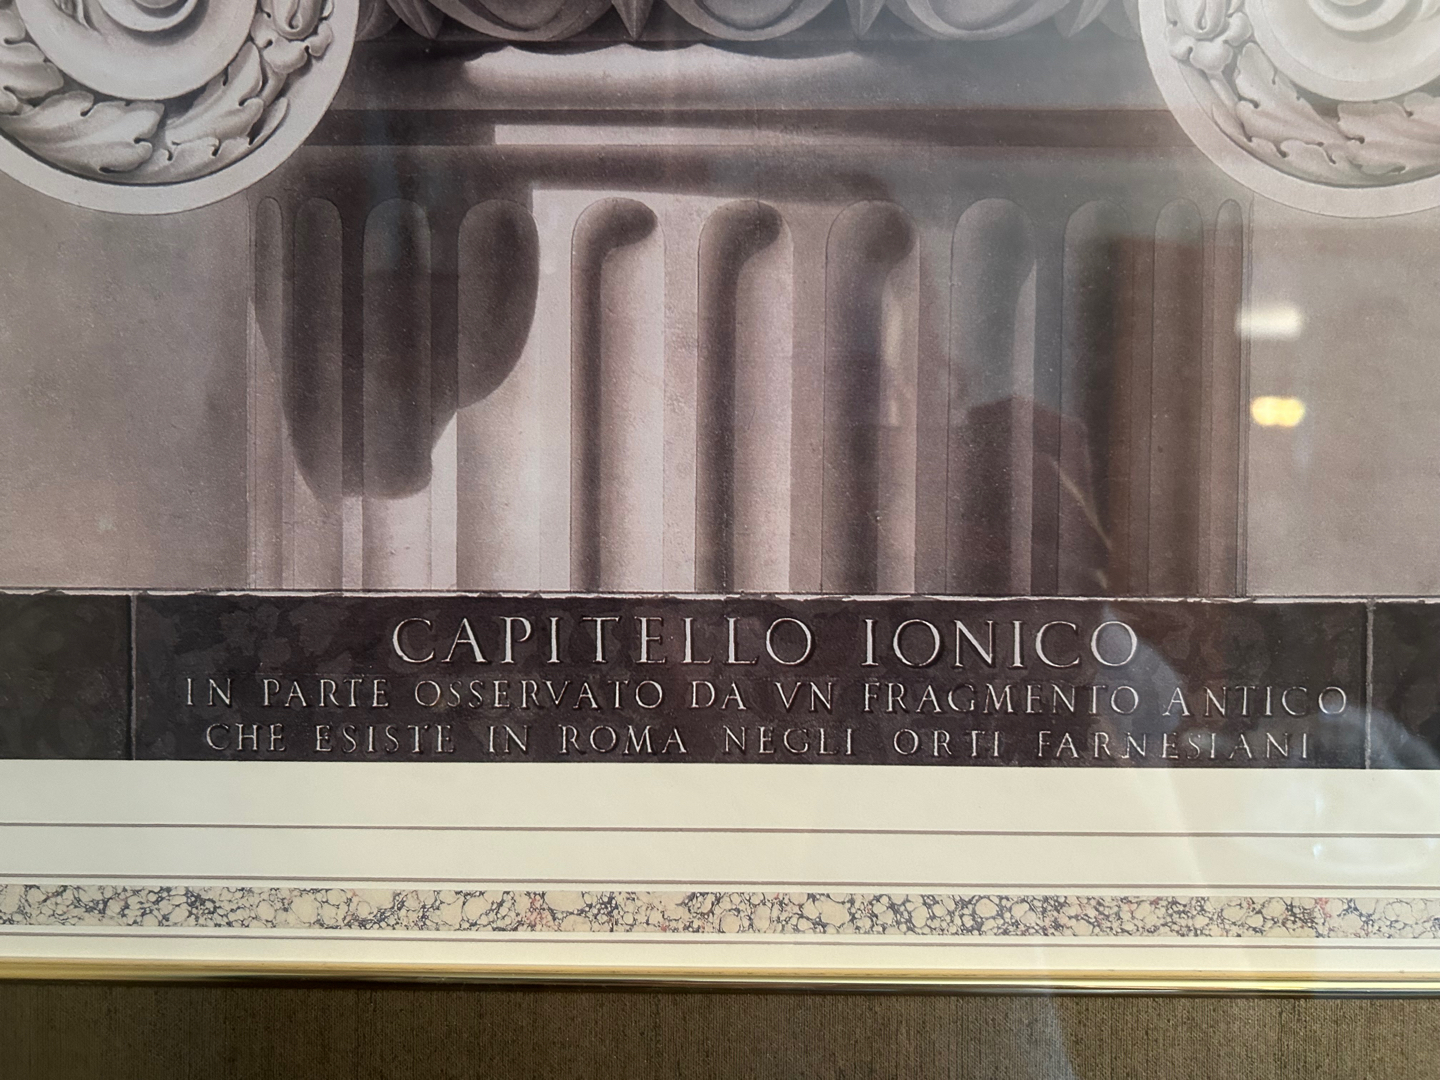 CAPITELLO IONICO
IN PARTE OSSERVATO DA VN FRAGMENTO ANTICO
CHE ESISTE IN ROMA NEGLI ORTI FARNESIANI